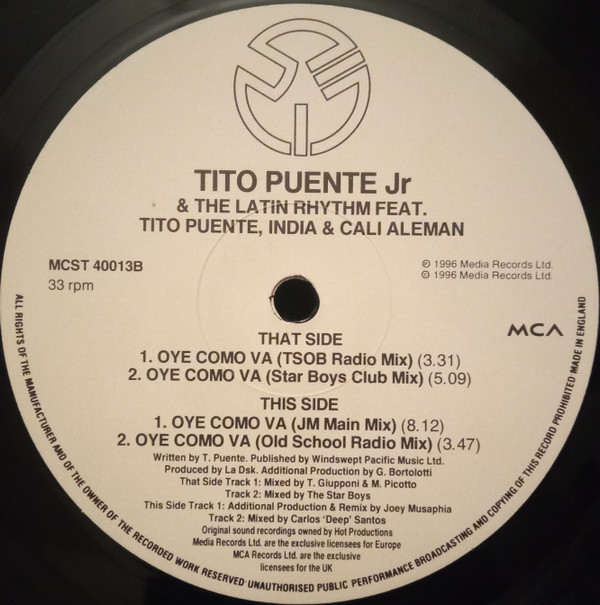 TITO PUENTE Jr
& THE LATIN RHYTHM FEAT.
TITO PUENTE, INDIA & CALI ALEMAN
MCST 40013B
33 rpm
℗ 1996 Media Records Ltd.
© 1996 Media Records Ltd.
MCA
THAT SIDE
1. OYE COMO VA (TSOB Radio Mix) (3.31)
2. OYE COMO VA (Star Boys Club Mix) (5.09)
THIS SIDE
1. OYE COMO VA (JM Main Mix) (8.12)
2. OYE COMO VA (Old School Radio Mix) (3.47)
Written by T. Puente. Published by Windswept Pacific Music Ltd.
Produced by La Dsk. Additional Production by G. Bortolotti
That Side Track 1: Mixed by T. Giupponi & M. Picotto
Track 2: Mixed by The Star Boys
This Side Track 1: Additional Production & Remix by Joey Musaphia
Track 2: Mixed by Carlos 'Deep' Santos
Original sound recordings owned by Hot Productions
Media Records Ltd. are the exclusive licensees for Europe
MCA Records Ltd. are the exclusive
licensees for the UK
ALL RIGHTS OF THE MANUFACTURER AND OF THE OWNER OF THE RECORDED WORK RESERVED UNAUTHORISED PUBLIC PERFORMANCE BROADCASTING AND COPYING OF THIS RECORD PROHIBITED MADE IN ENGLAND